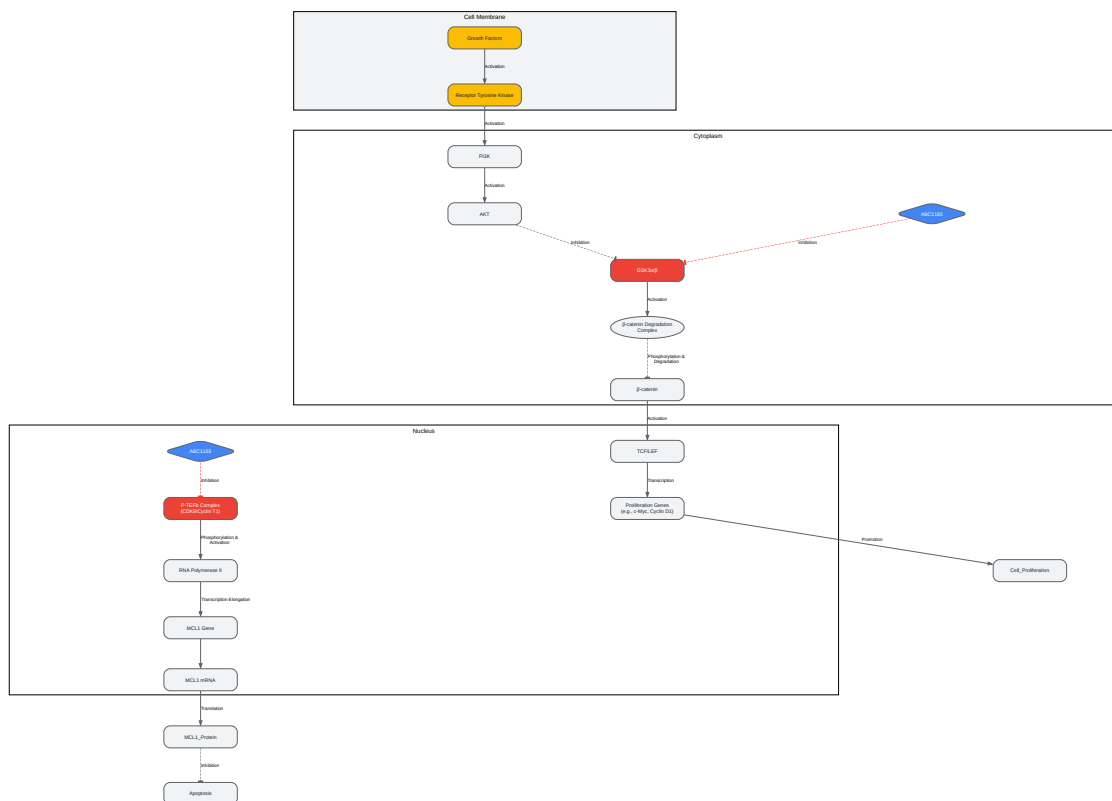 Cell Membrane
Growth Factors
Activation
Receptor Tyrosine Kinase
Activation
Cytoplasm
PI3K
Activation
AKT
ABC1183
Inhibition
Inhibition
GSK3α/β
Activation
β-catenin Degradation
Complex
Phosphorylation &
Degradation
β-catenin
Activation
Nucleus
ABC1183
TCF/LEF
Inhibition
Transcription
P-TEFb Complex
(CDK9/Cyclin T1)
Proliferation Genes
(e.g., c-Myc, Cyclin D1)
Phosphorylation &
Activation
Promotion
RNA Polymerase II
Cell_Proliferation
Transcription Elongation
MCL1 Gene
MCL1 mRNA
Translation
MCL1_Protein
Inhibition
Apoptosis